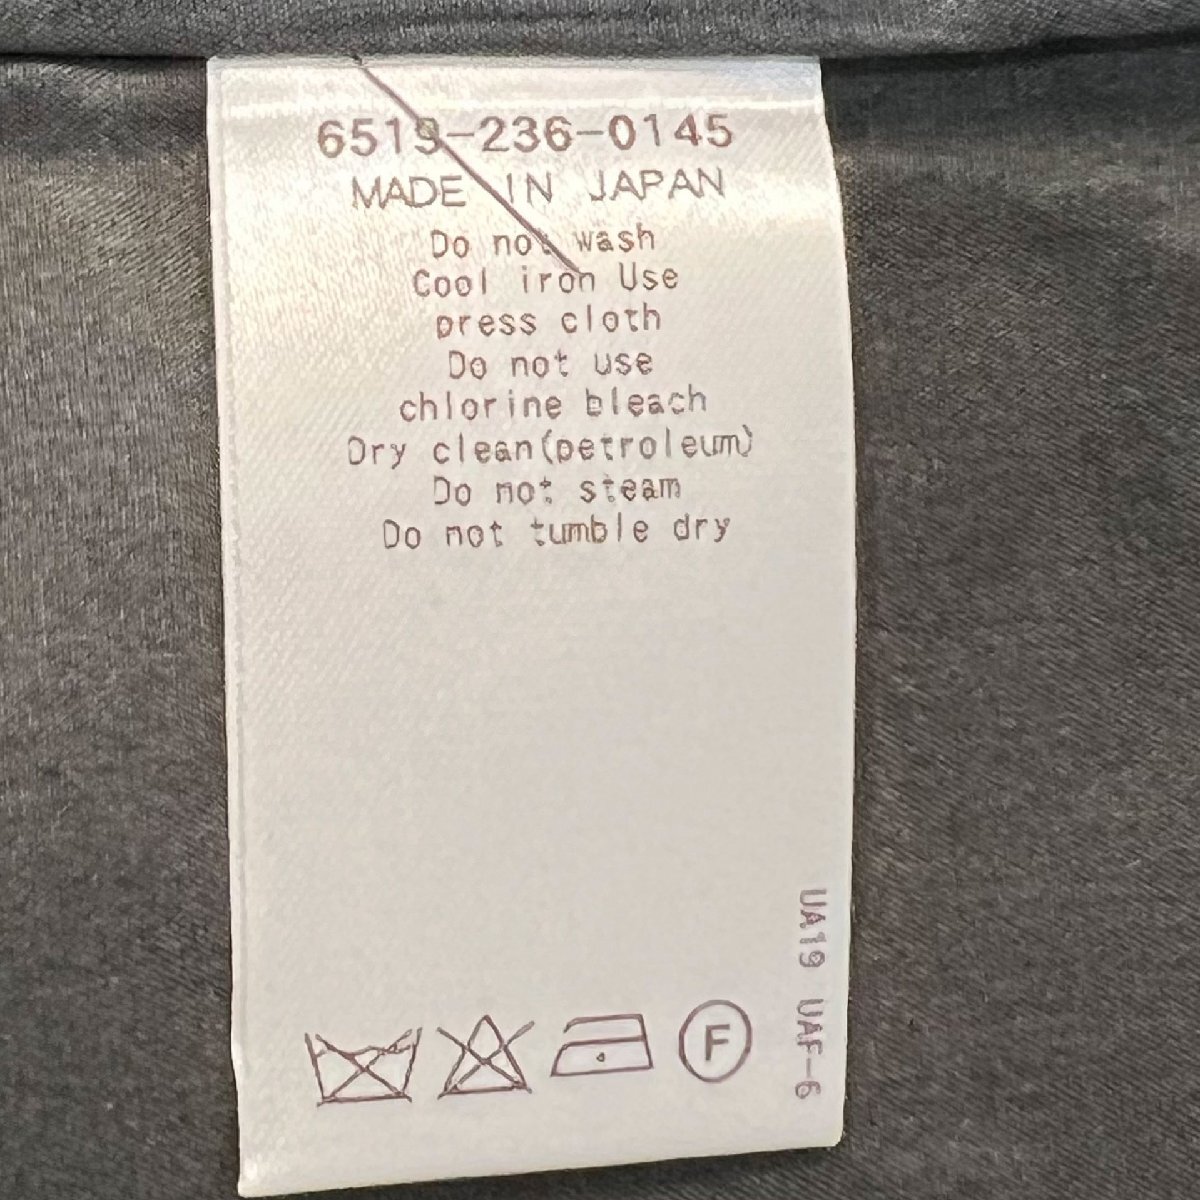 6519-236-0145
MADE IN JAPAN
Do not wash
Cool iron Use
press cloth
Do not use
chlorine bleach
Dry clean(petroleum)
Do not steam
Do not tumble dry
F
UA19 UAF-6